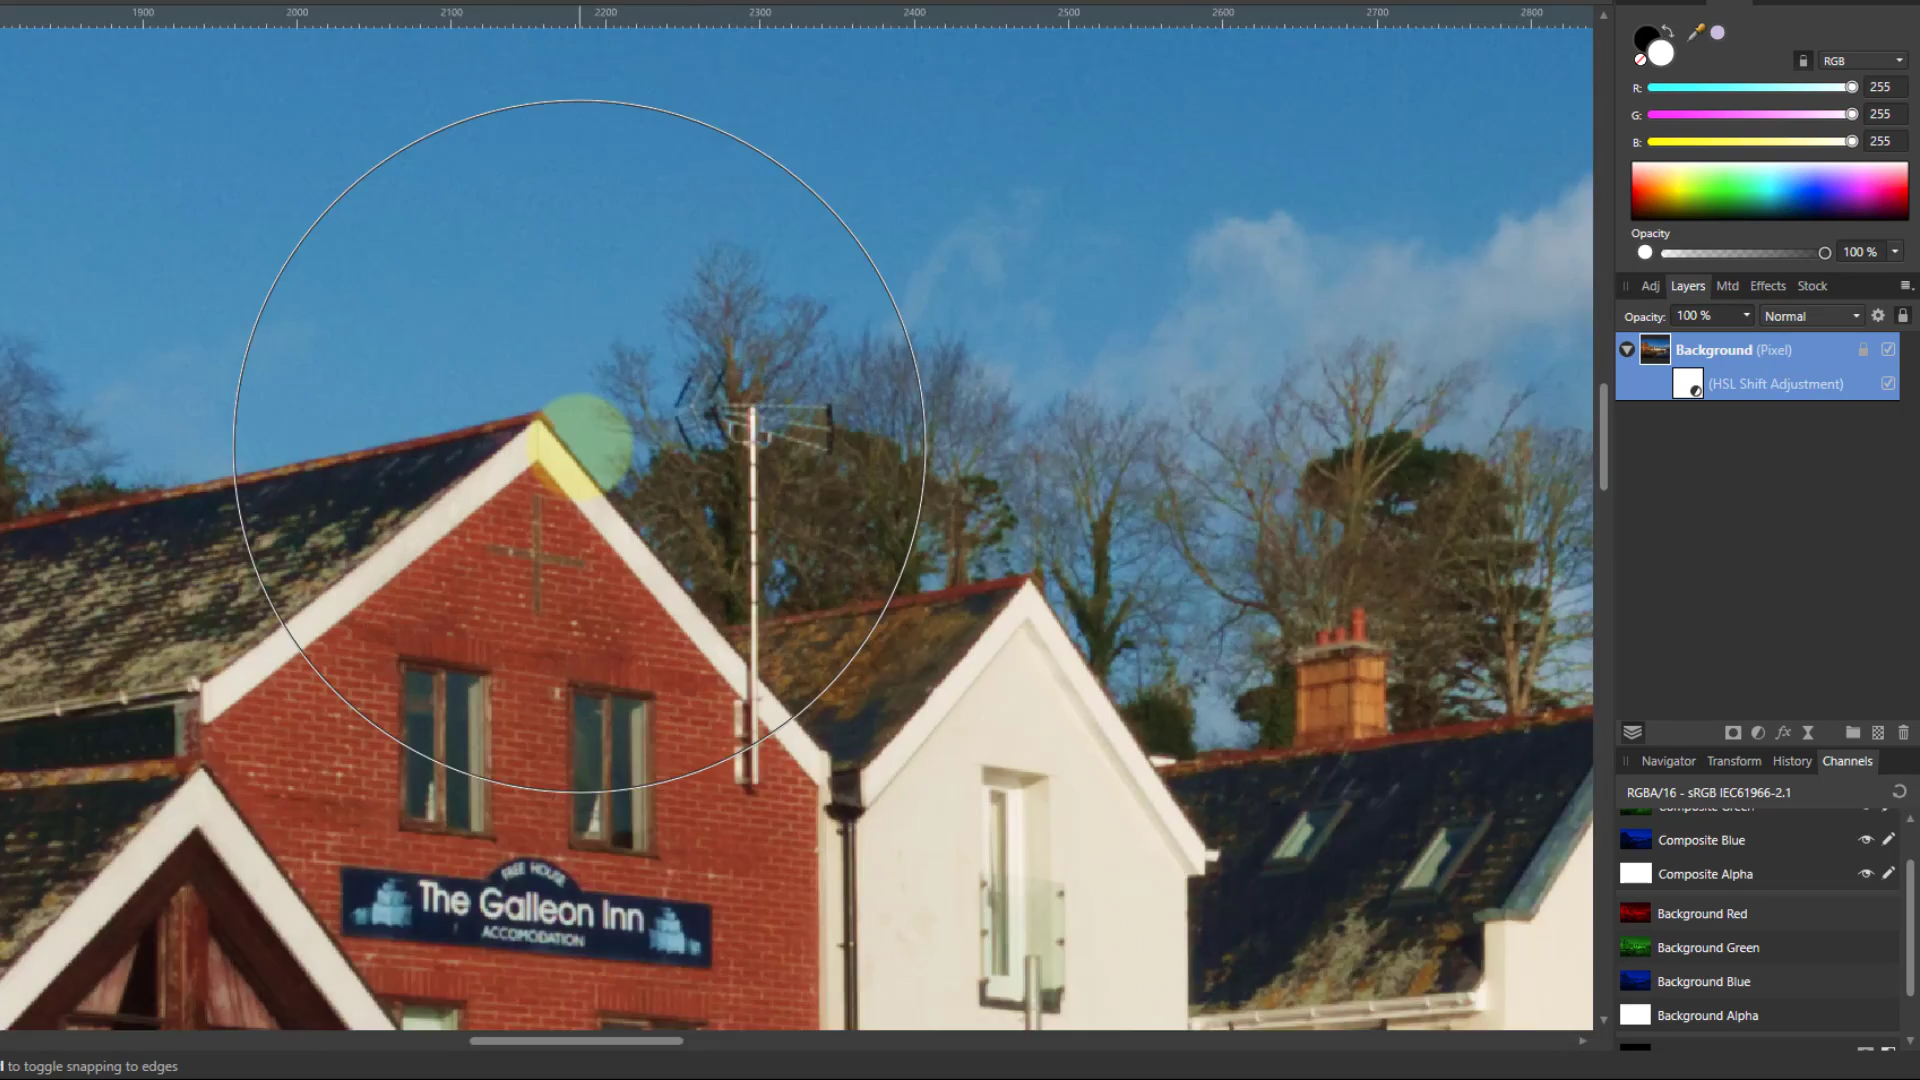 1900 2000 2100 2200 2300 2400 2500 2600 2700 2800
RGB
R: 255
G: 255
B: 255
Opacity
100 %
Adj Layers Mtd Effects Stock
Opacity: 100 % Normal
Background (Pixel)
(HSL Shift Adjustment)
fx
Navigator Transform History Channels
RGBA/16 - sRGB IEC61966-2.1
Composite Green
Composite Blue
Composite Alpha
Background Red
Background Green
Background Blue
Background Alpha
FREE HOUSE
The Galleon Inn
ACCOMODATION
to toggle snapping to edges